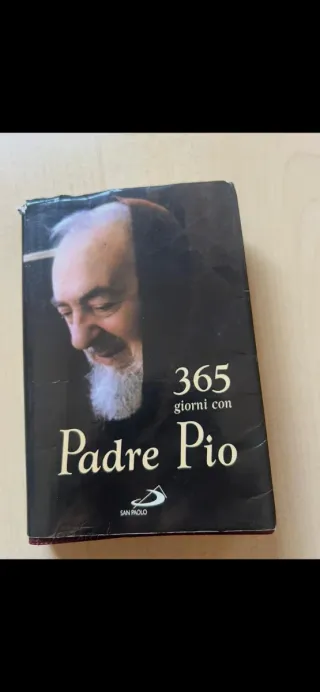 365
giorni con
Padre Pio
SAN PAOLO